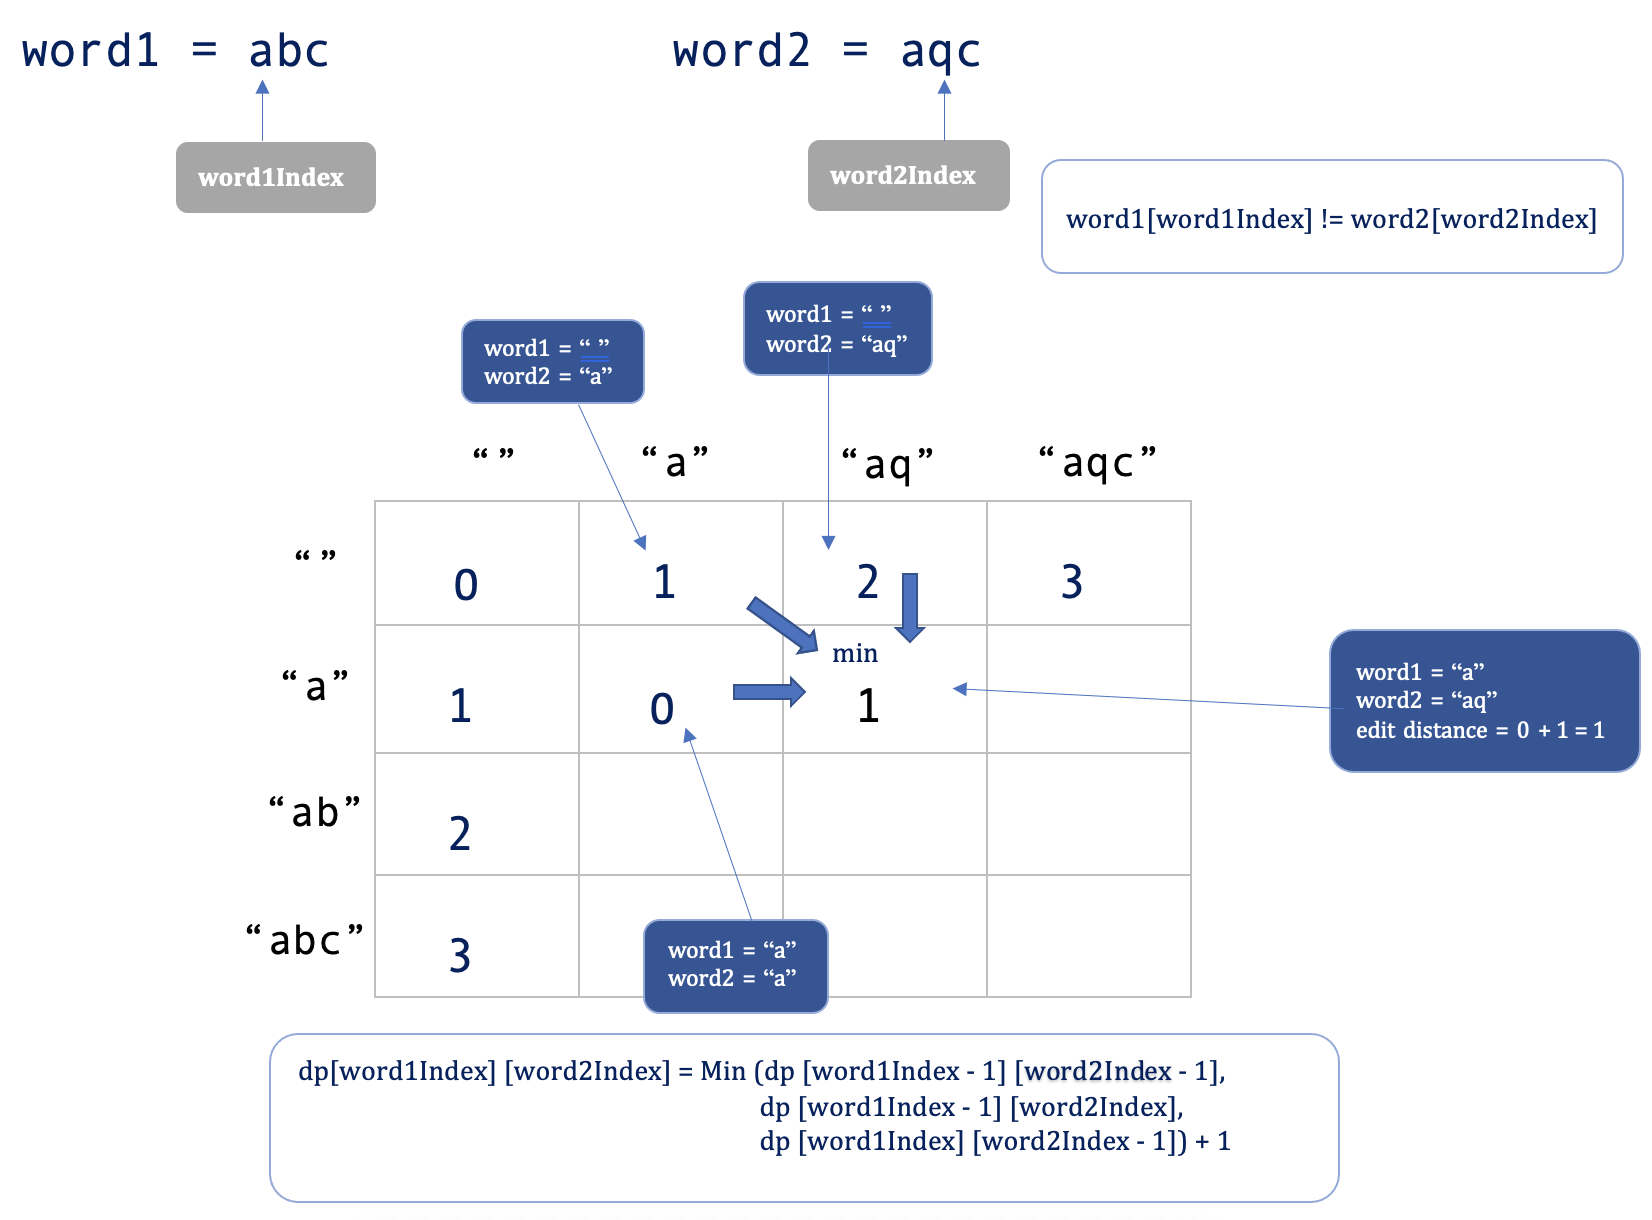 word1 = abc
word2 = aqc
word1Index
word2Index
word1[word1Index] != word2[word2Index]
word1 = “ ”
word2 = “aq”
word1 = “ ”
word2 = “a”
“ ” “a” “aq” “aqc”
“ ” 0 1 2 3
min
“a” 1 0 1
word1 = “a”
word2 = “aq”
edit distance = 0 + 1 = 1
“ab” 2
“abc” 3
word1 = “a”
word2 = “a”
dp[word1Index] [word2Index] = Min (dp [word1Index - 1] [word2Index - 1],
dp [word1Index - 1] [word2Index],
dp [word1Index] [word2Index - 1]) + 1